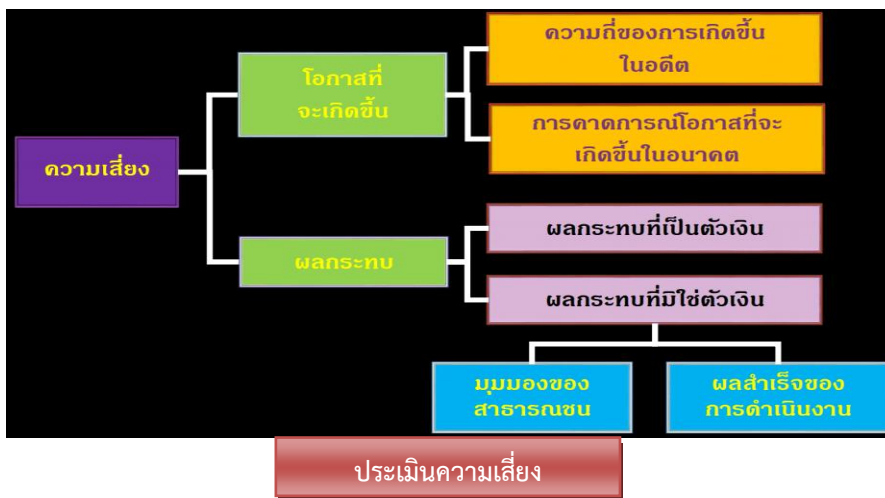 ความถี่ของการเกิดขึ้น
ในอดีต
โอกาสที่
จะเกิดขึ้น
การคาดการณ์โอกาสที่จะ
เกิดขึ้นในอนาคต
ความเสี่ยง
ผลกระทบที่เป็นตัวเงิน
ผลกระทบ
ผลกระทบที่มิใช่ตัวเงิน
มุมมองของ
สาธารณชน
ผลสำเร็จของ
การดำเนินงาน
ประเมินความเสี่ยง